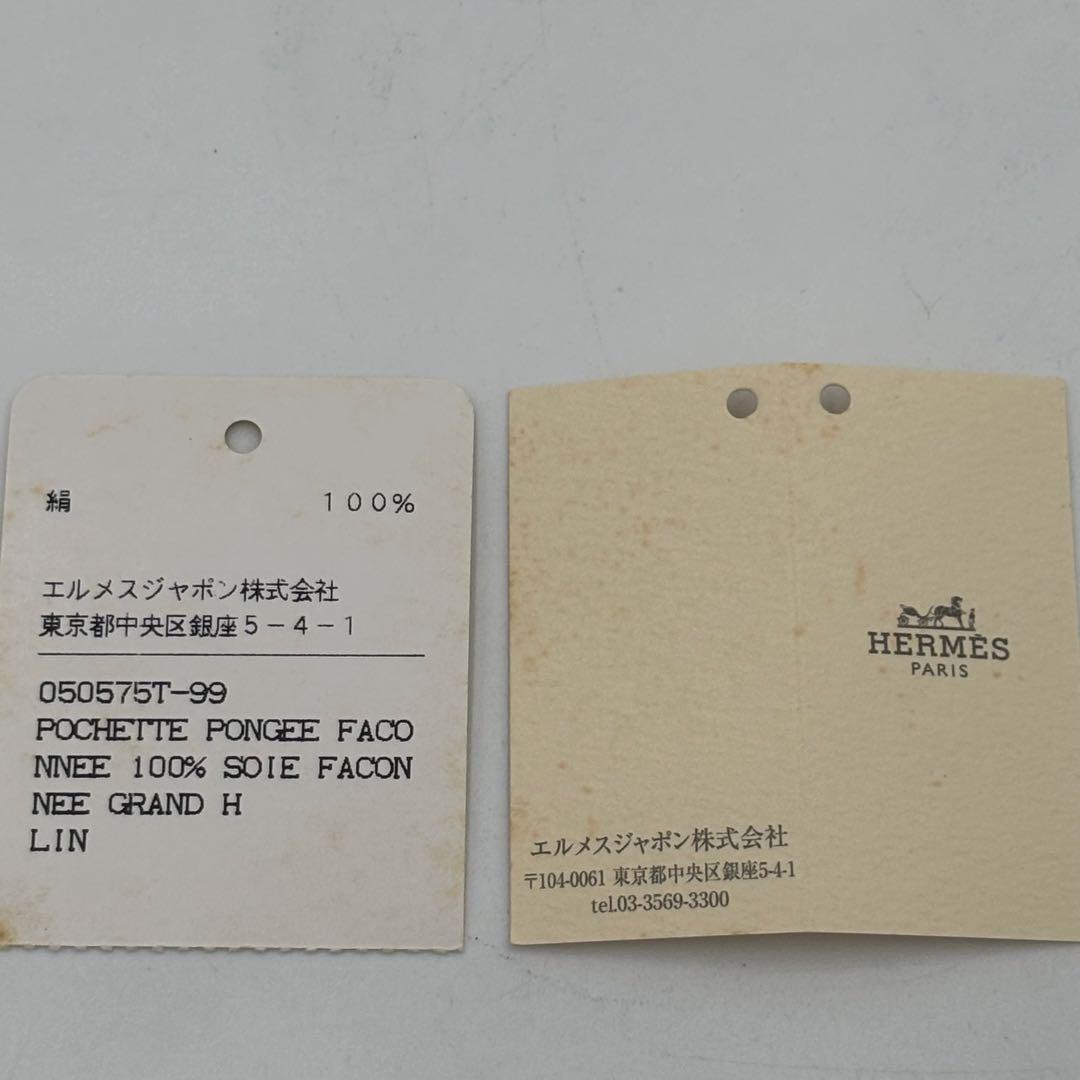 絹 １００％
エルメスジャポン株式会社
東京都中央区銀座５－４－１
050575T-99
POCHETTE PONGEE FACO
NNEE 100% SOIE FACON
NEE GRAND H
LIN
HERMÈS
PARIS
エルメスジャポン株式会社
〒104-0061 東京都中央区銀座5-4-1
tel.03-3569-3300